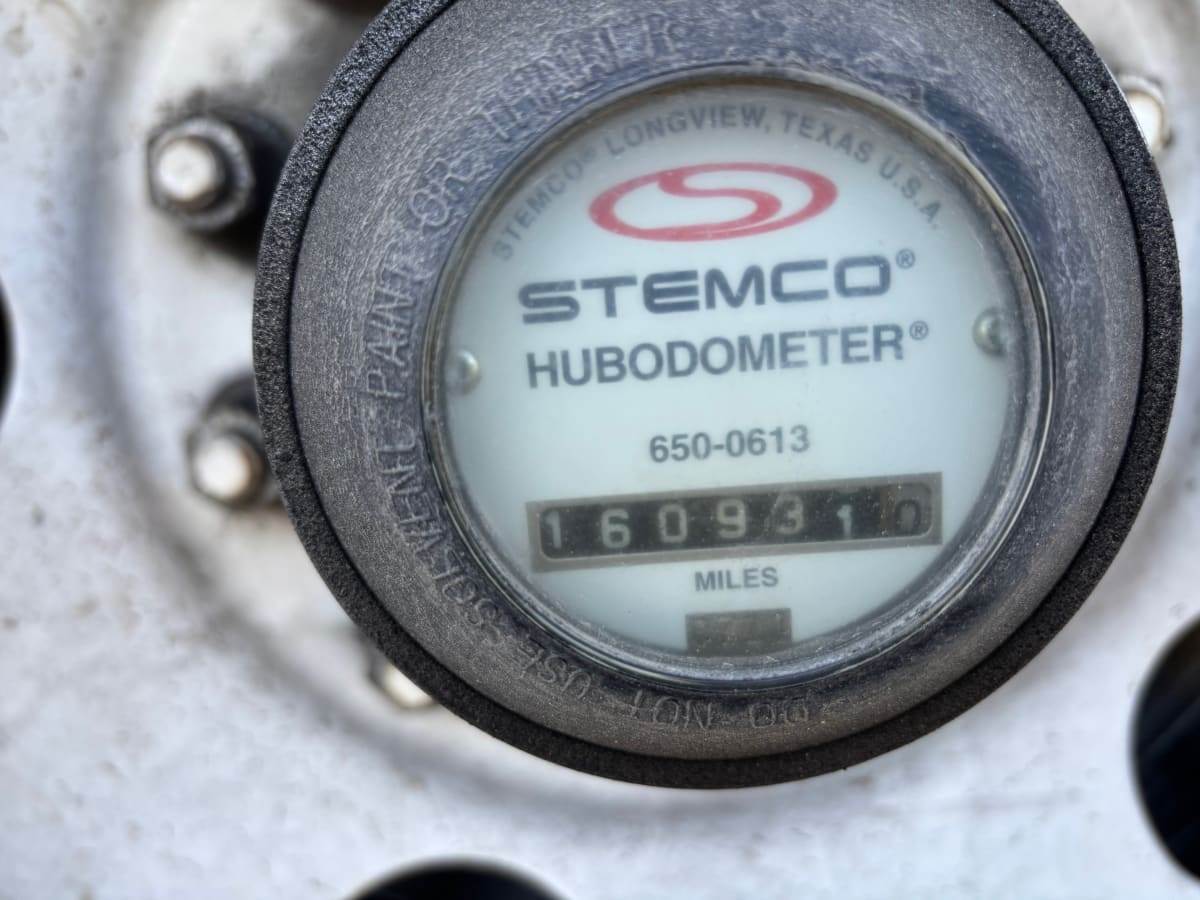 STEMCO® LONGVIEW, TEXAS U.S.A.
STEMCO®
HUBODOMETER®
650-0613
1609310
MILES
DO NOT USE SOLVENT PAINT OR